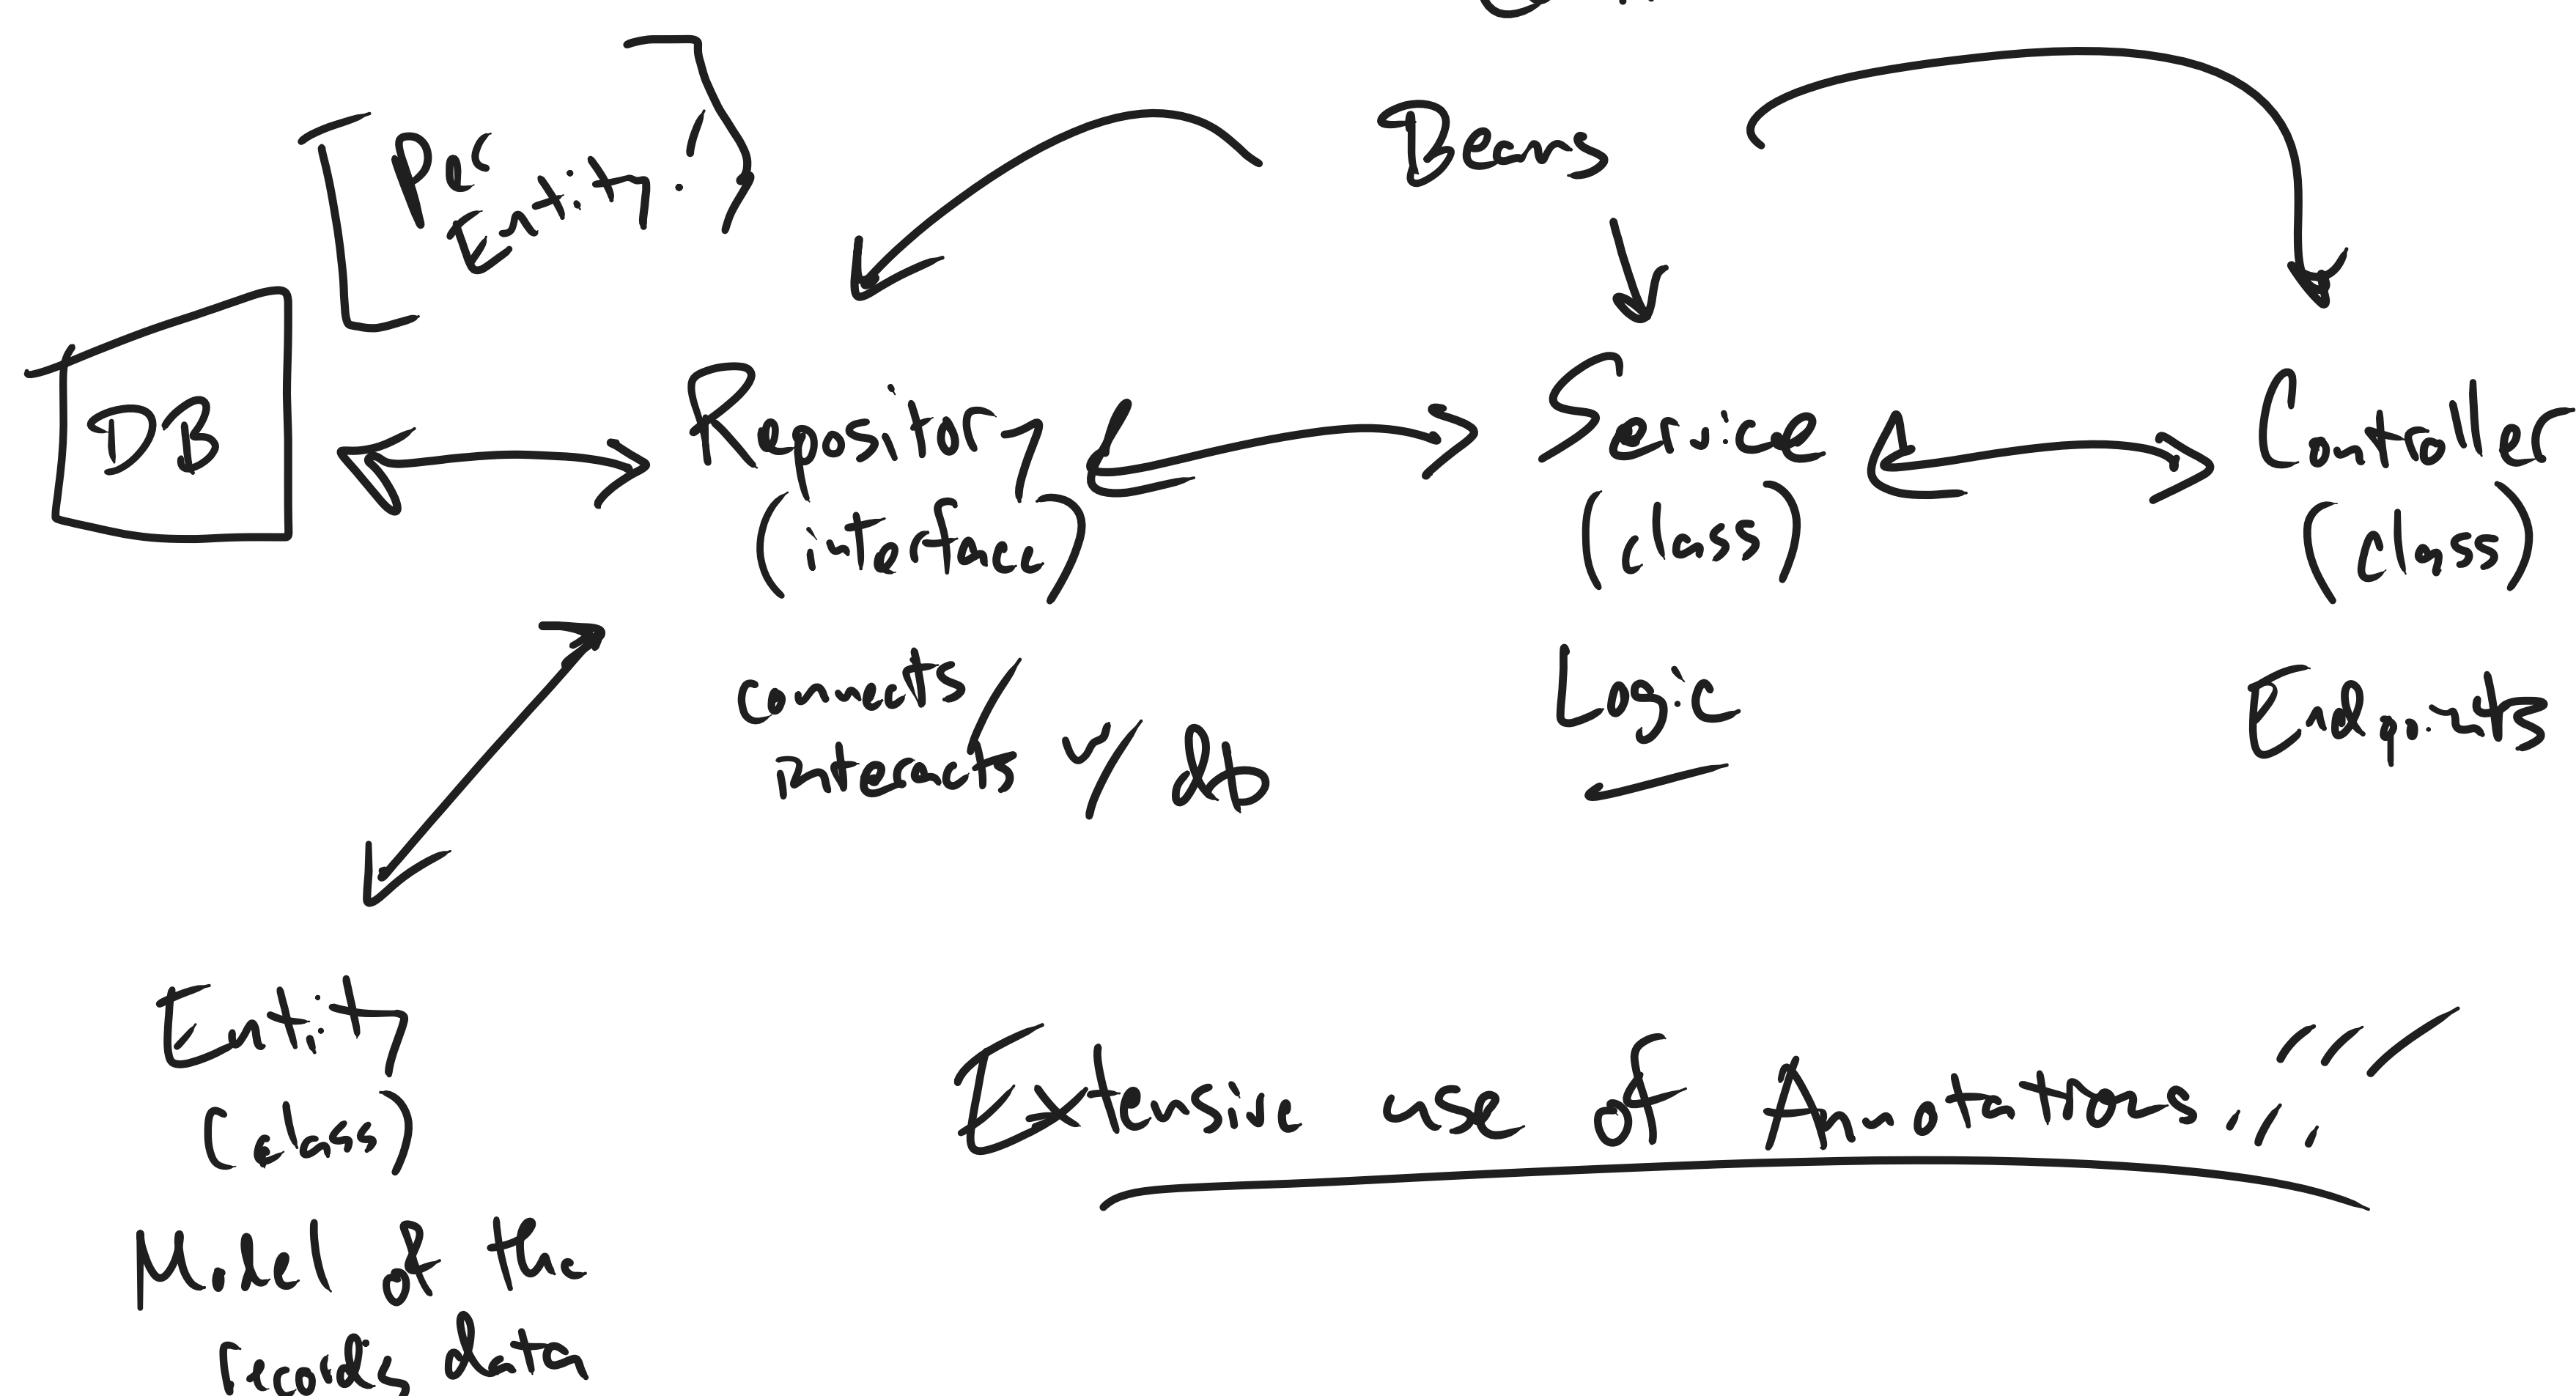 Beans
[Per
Entity!]
DB
Repository
(interface)
connects/
interacts w/ db
Service
(class)
Logic
Controller
(class)
Endpoints
Entity
(class)
Model of the
records data
Extensive use of Annotations...